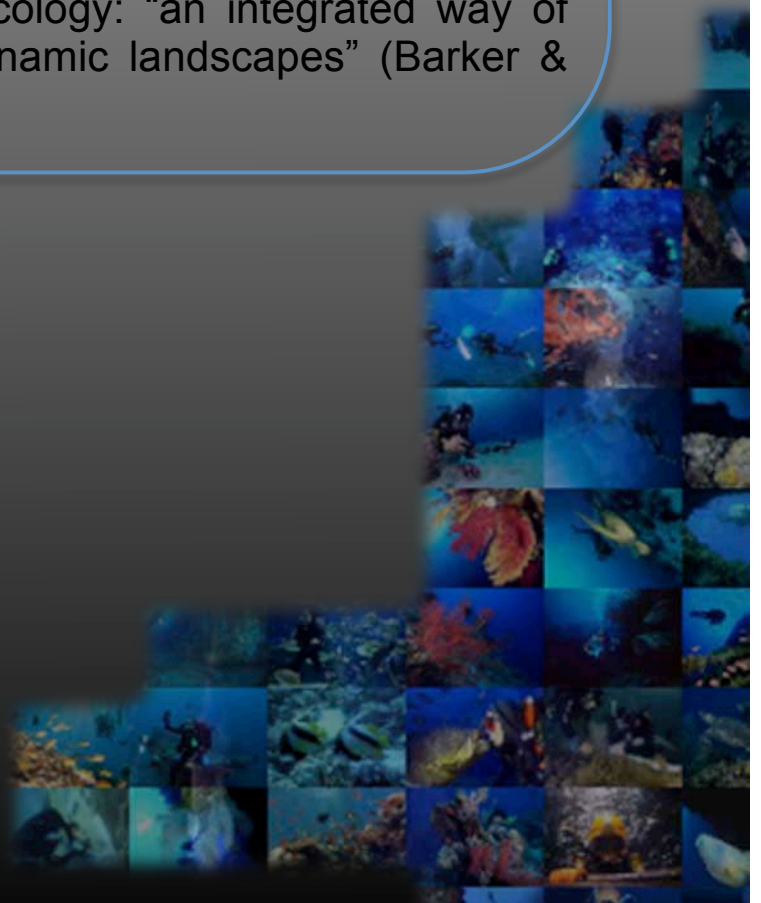 cology: “an integrated way of
namic landscapes” (Barker &